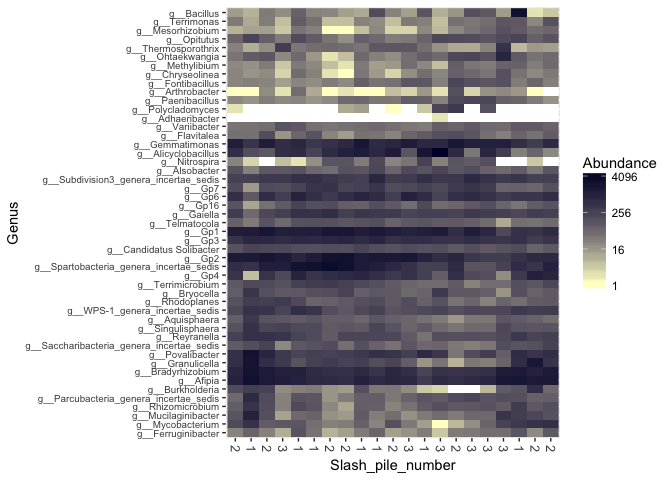 g__Bacillus
g__Terrimonas
g__Mesorhizobium
g__Opitutus
g__Thermosporothrix
g__Ohtaekwangia
g__Methylibium
g__Chryseolinea
g__Fontibacillus
g__Arthrobacter
g__Paenibacillus
g__Polycladomyces
g__Adhaeribacter
g__Variibacter
g__Flavitalea
g__Gemmatimonas
g__Alicyclobacillus
g__Nitrospira
g__Alsobacter
g__Subdivision3_genera_incertae_sedis
g__Gp7
g__Gp6
g__Gp16
g__Gaiella
g__Telmatocola
g__Gp1
g__Gp3
g__Candidatus Solibacter
g__Gp2
g__Spartobacteria_genera_incertae_sedis
g__Gp4
g__Terrimicrobium
g__Bryocella
g__Rhodoplanes
g__WPS-1_genera_incertae_sedis
g__Aquisphaera
g__Singulisphaera
g__Reyranella
g__Saccharibacteria_genera_incertae_sedis
g__Povalibacter
g__Granulicella
g__Bradyrhizobium
g__Afipia
g__Burkholderia
g__Parcubacteria_genera_incertae_sedis
g__Rhizomicrobium
g__Mucilaginibacter
g__Mycobacterium
g__Ferruginibacter
Genus
2 1 2 3 1 1 2 2 1 1 2 3 1 3 2 3 3 3 1 2 2
Slash_pile_number
Abundance
4096
256
16
1